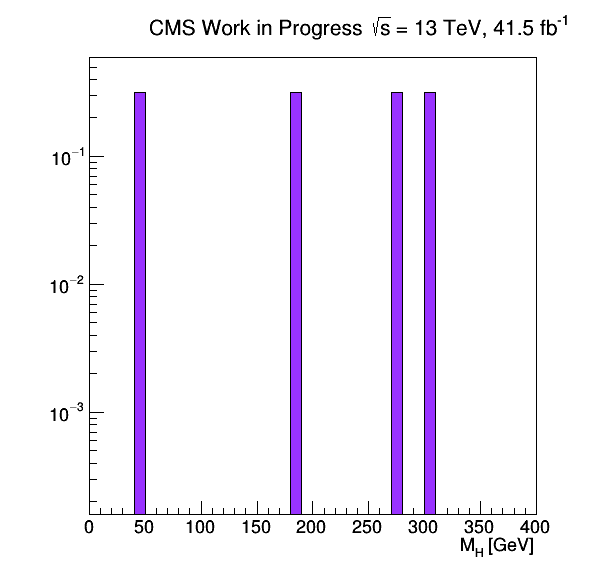 CMS Work in Progress √s = 13 TeV, 41.5 fb⁻¹
10⁻¹
10⁻²
10⁻³
0 50 100 150 200 250 300 350 400
M_H [GeV]